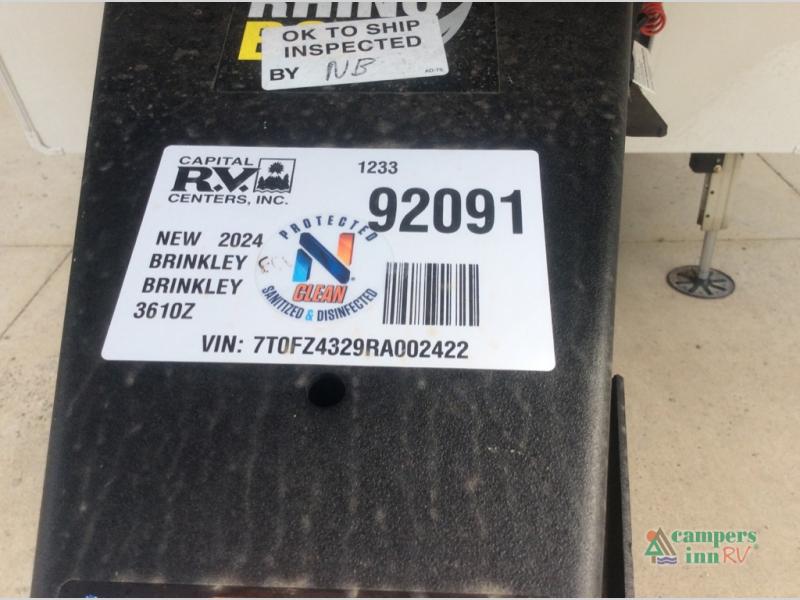 RHINO
OK TO SHIP
INSPECTED
BY NB
CAPITAL
R.V.
CENTERS, INC.
1233
92091
NEW 2024
BRINKLEY
BRINKLEY
3610Z
PROTECTED
N
CLEAN
SANITIZED & DISINFECTED
VIN: 7T0FZ4329RA002422
campers
inn RV